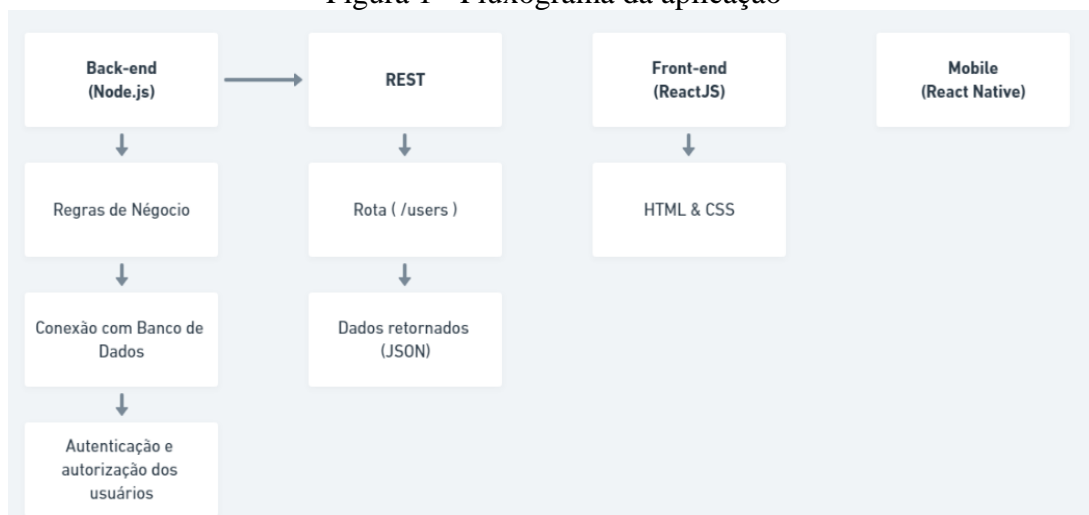 Figura 1 - Fluxograma da aplicação
Back-end
(Node.js)
REST
Front-end
(ReactJS)
Mobile
(React Native)
Regras de Négocio
Rota ( /users )
HTML & CSS
Conexão com Banco de
Dados
Dados retornados
(JSON)
Autenticação e
autorização dos
usuários